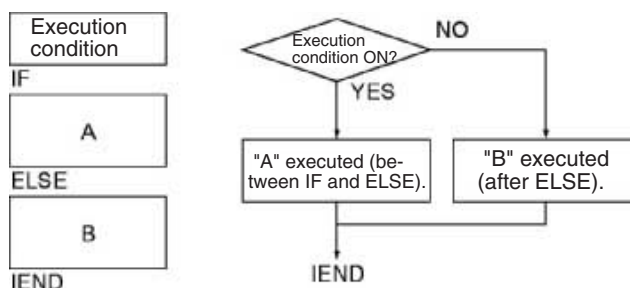 Execution
condition
IF
A
ELSE
B
IEND
Execution
condition ON?
NO
YES
"A" executed (be-
tween IF and ELSE).
"B" executed
(after ELSE).
IEND